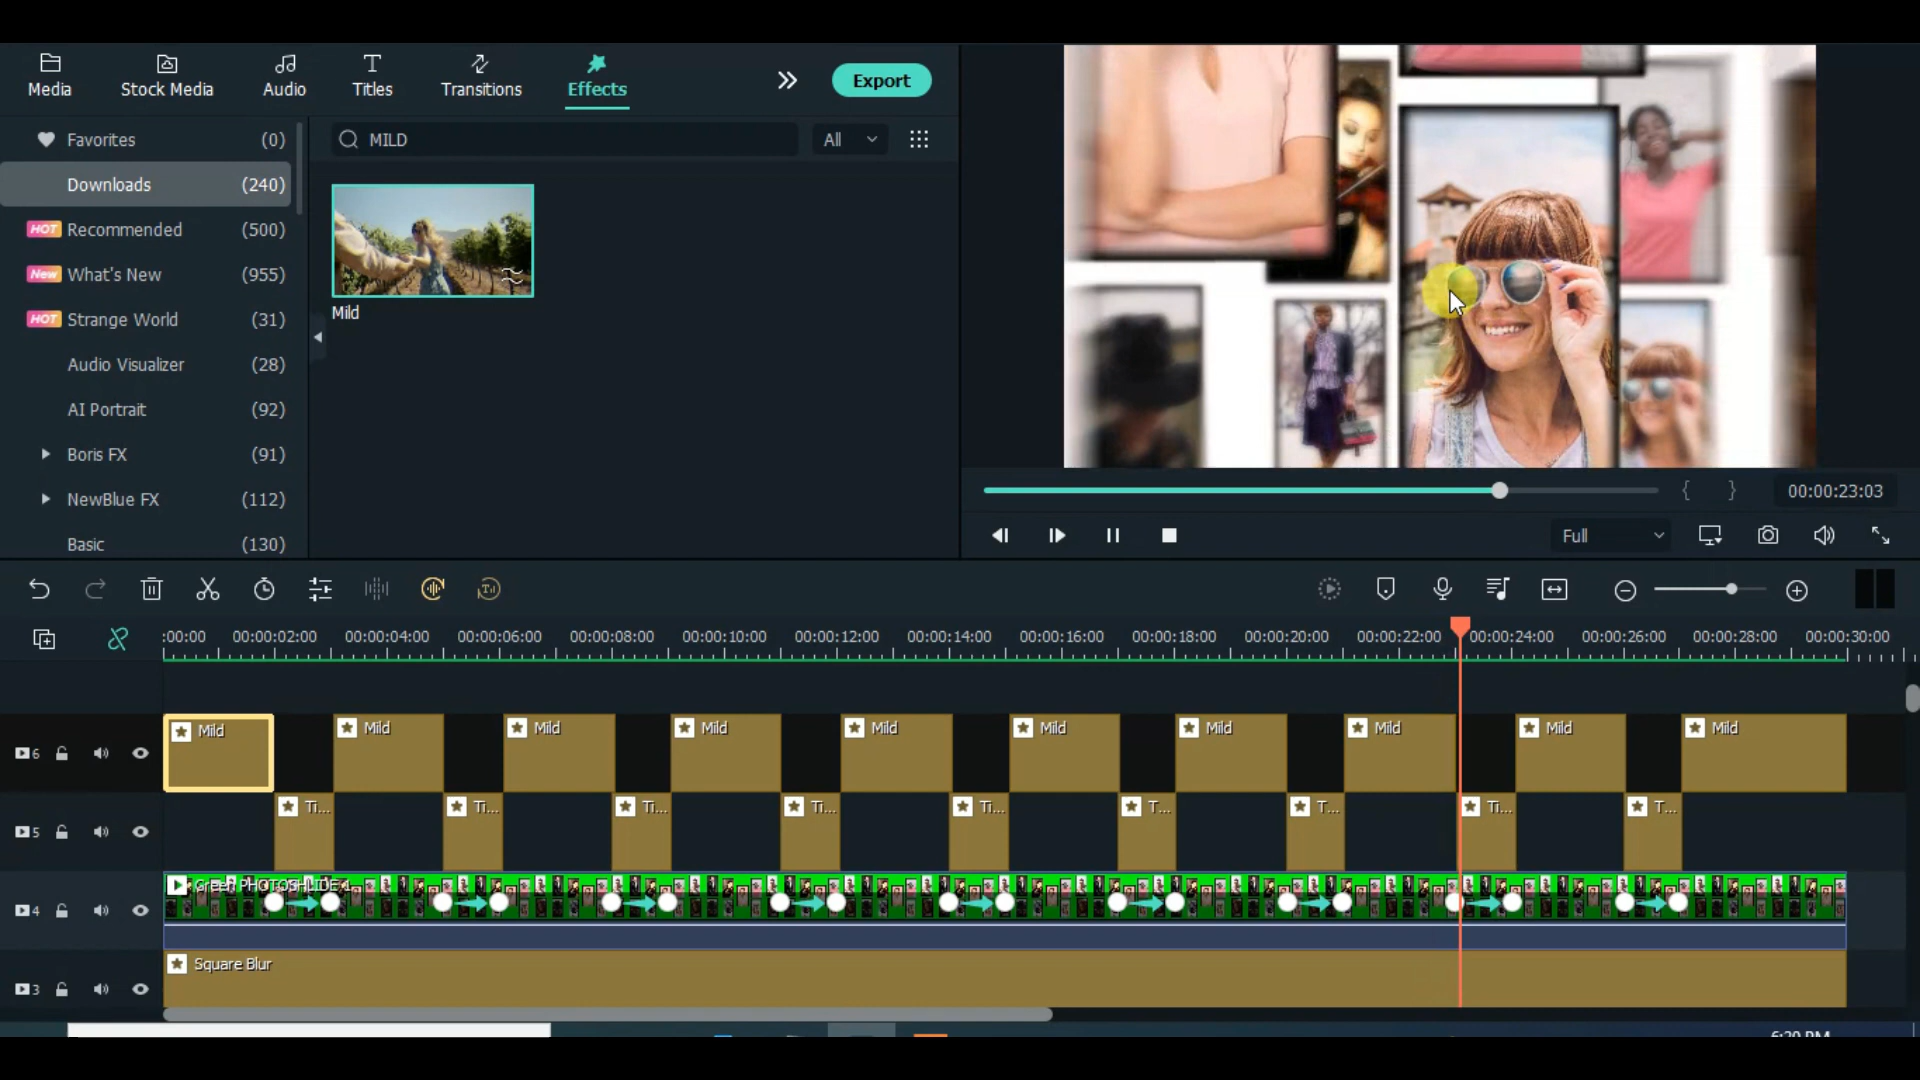 Media Stock Media Audio Titles Transitions Effects Export
Favorites (0)
Downloads (240)
HOT Recommended (500)
New What's New (955)
HOT Strange World (31)
Audio Visualizer (28)
AI Portrait (92)
Boris FX (91)
NewBlue FX (112)
Basic (130)
MILD All
Mild
{ } 00:00:23:03
Full
:00:00 00:00:02:00 00:00:04:00 00:00:06:00 00:00:08:00 00:00:10:00 00:00:12:00 00:00:14:00 00:00:16:00 00:00:18:00 00:00:20:00 00:00:22:00 00:00:24:00 00:00:26:00 00:00:28:00 00:00:30:00
6 Mild Mild Mild Mild Mild Mild Mild Mild Mild Mild
5 Ti... Ti... Ti... Ti... Ti... T... T... Ti... T...
4 Green PHOTOSHLIDE 1
3 Square Blur
6:20 PM